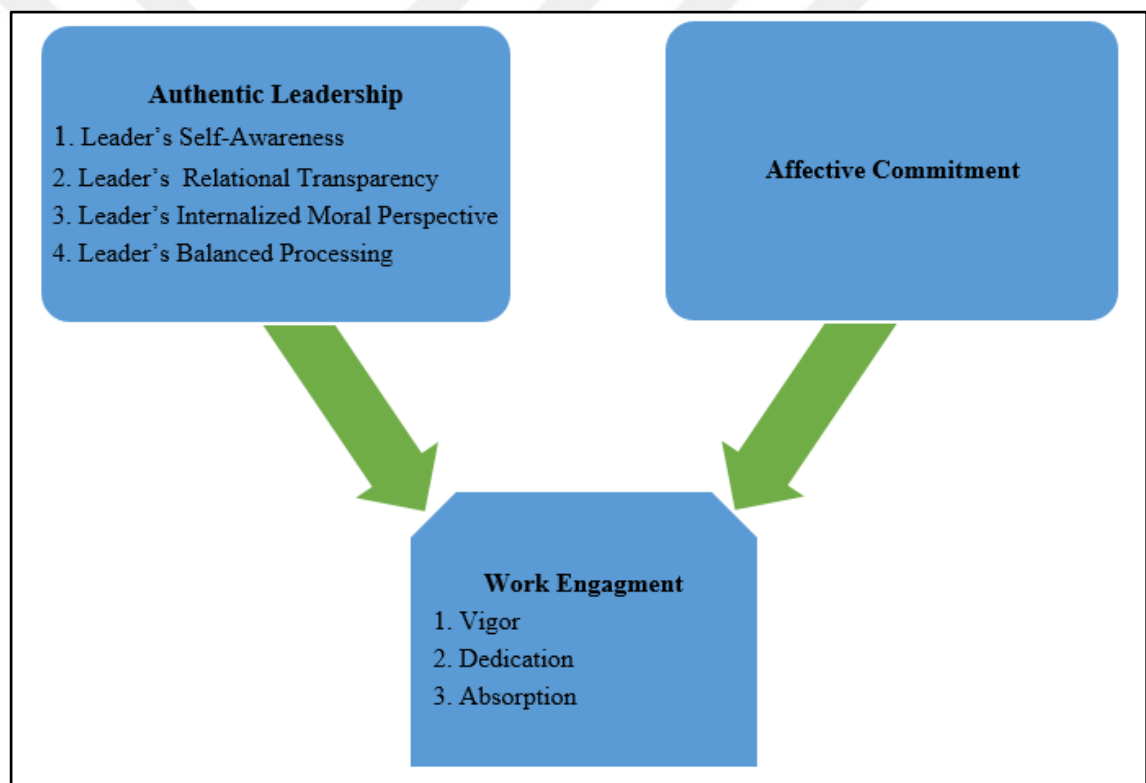 Authentic Leadership
1. Leader’s Self-Awareness
2. Leader’s Relational Transparency
3. Leader’s Internalized Moral Perspective
4. Leader’s Balanced Processing
Affective Commitment
Work Engagment
1. Vigor
2. Dedication
3. Absorption